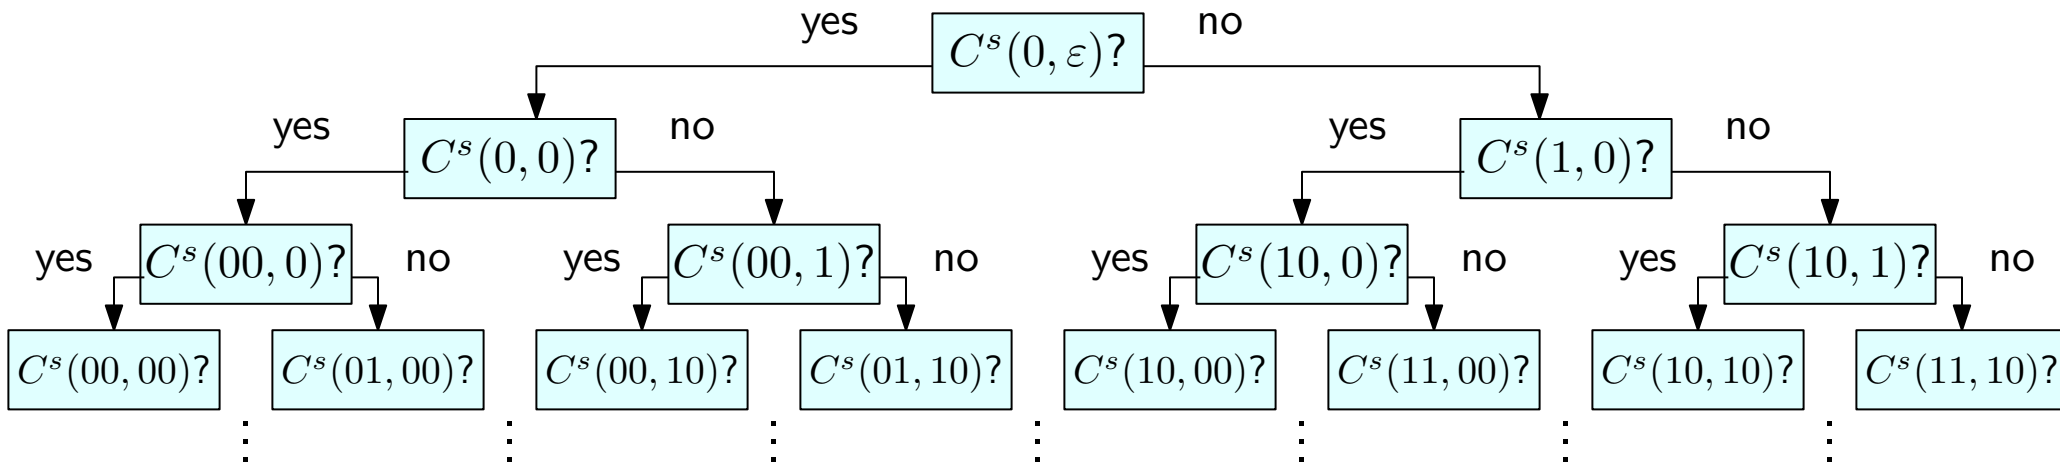 yes $C^s(0, \varepsilon)$? no
yes $C^s(0, 0)$? no yes $C^s(1, 0)$? no
yes $C^s(00, 0)$? no yes $C^s(00, 1)$? no yes $C^s(10, 0)$? no yes $C^s(10, 1)$? no
$C^s(00, 00)$? $C^s(01, 00)$? $C^s(00, 10)$? $C^s(01, 10)$? $C^s(10, 00)$? $C^s(11, 00)$? $C^s(10, 10)$? $C^s(11, 10)$?